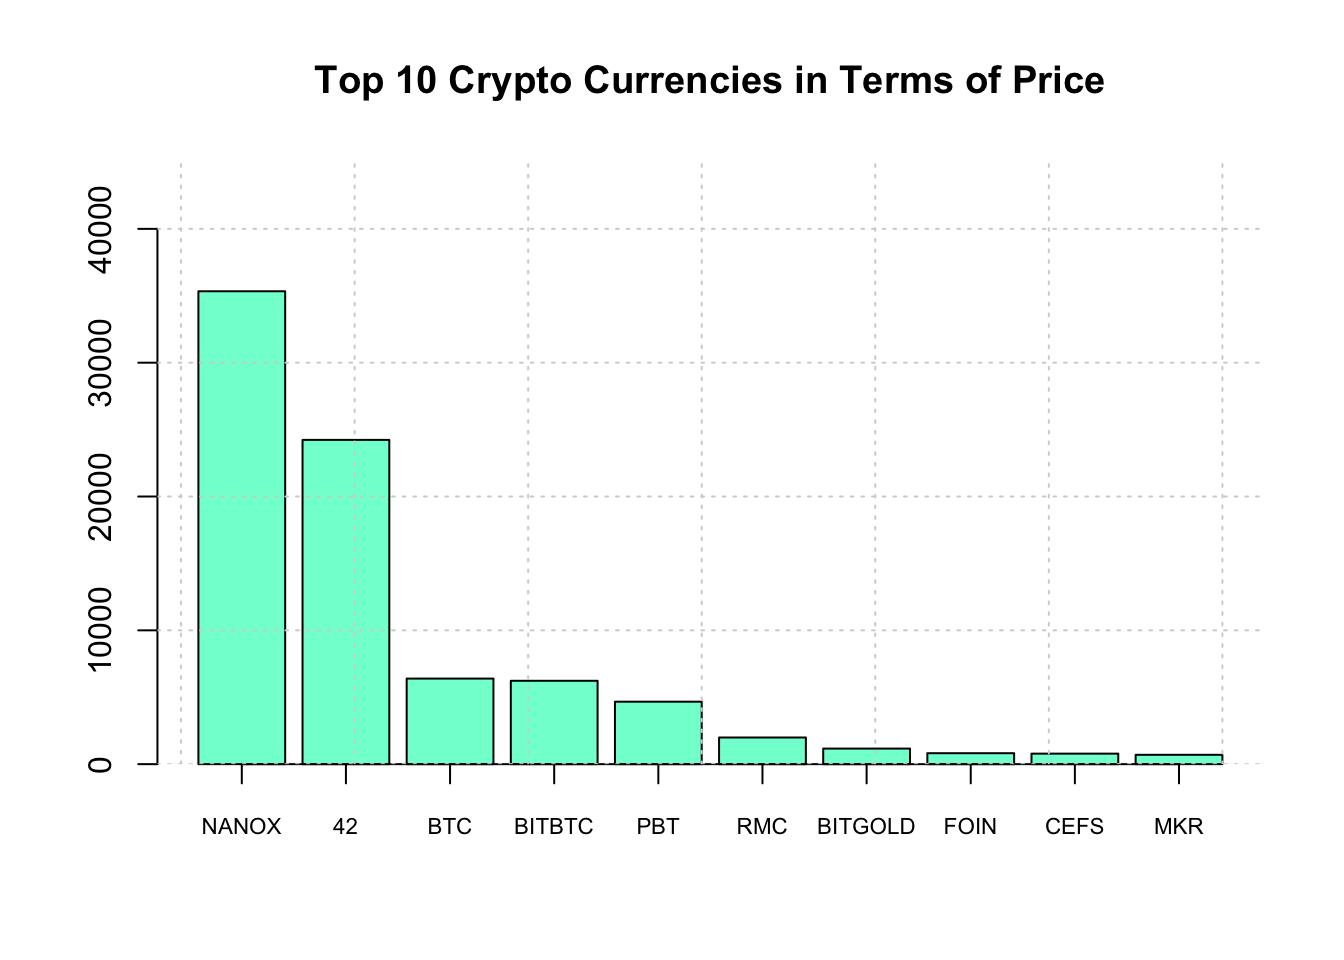 Top 10 Crypto Currencies in Terms of Price
40000
30000
20000
10000
0
NANOX 42 BTC BITBTC PBT RMC BITGOLD FOIN CEFS MKR